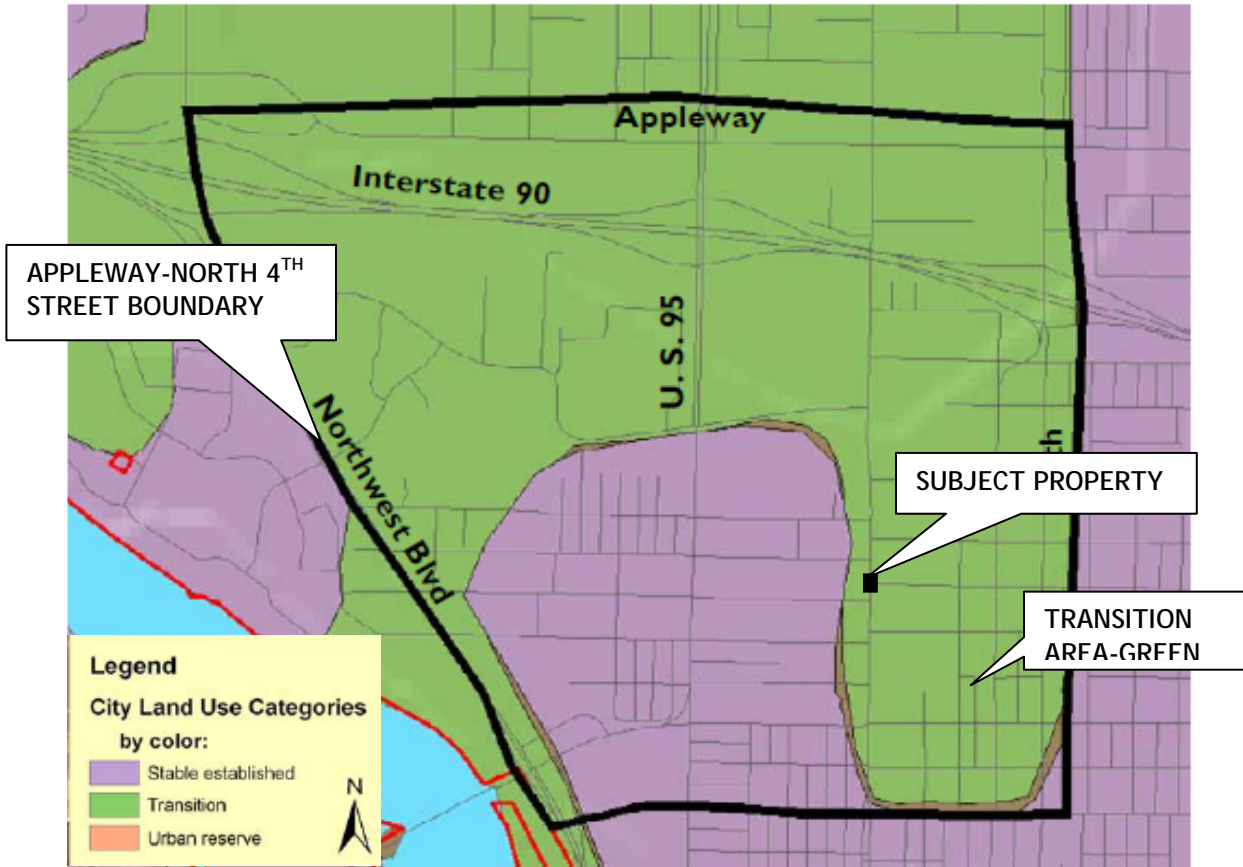 Appleway
Interstate 90
APPLEWAY-NORTH 4TH
STREET BOUNDARY
U. S. 95
Northwest Blvd
th
SUBJECT PROPERTY
TRANSITION
AREA-GREEN
Legend
City Land Use Categories
by color:
Stable established
Transition
Urban reserve
N